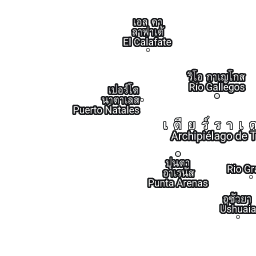 เอล คา
ลาฟาเต้
El Calafate
ริโอ กาเญโกส
Río Gallegos
เปอร์โต
นาตาเลส
Puerto Natales
เ ตี ย ร์ ร า เ ด
Archipiélago de T
ปุนตา
อาเรนัส
Punta Arenas
Rio Gr
อูซัวยา
Ushuaia